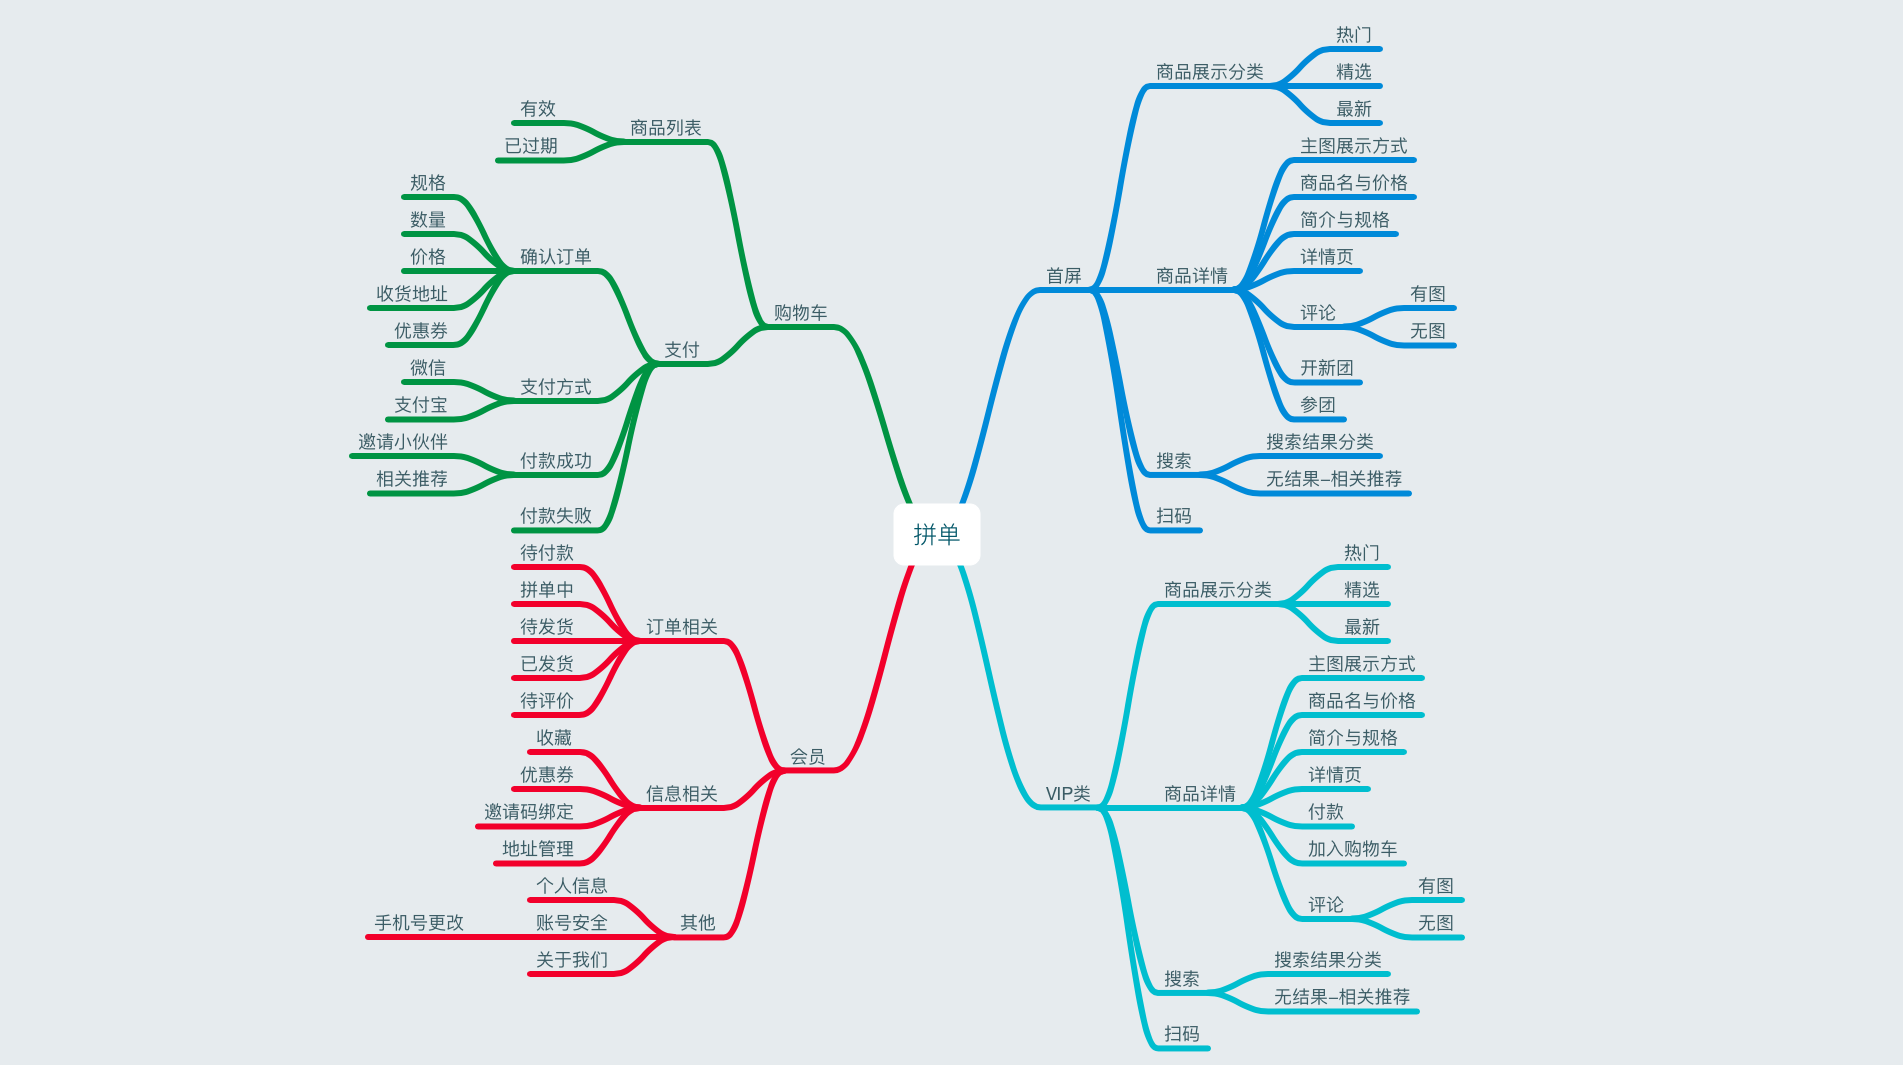 拼单
首屏
商品展示分类
热门
精选
最新
商品详情
主图展示方式
商品名与价格
简介与规格
详情页
评论
有图
无图
开新团
参团
搜索
搜索结果分类
无结果–相关推荐
扫码
VIP类
商品展示分类
热门
精选
最新
商品详情
主图展示方式
商品名与价格
简介与规格
详情页
付款
加入购物车
评论
有图
无图
搜索
搜索结果分类
无结果–相关推荐
扫码
购物车
商品列表
有效
已过期
支付
确认订单
规格
数量
价格
收货地址
优惠券
支付方式
微信
支付宝
付款成功
邀请小伙伴
相关推荐
付款失败
会员
订单相关
待付款
拼单中
待发货
已发货
待评价
信息相关
收藏
优惠券
邀请码绑定
地址管理
其他
个人信息
账号安全
手机号更改
关于我们